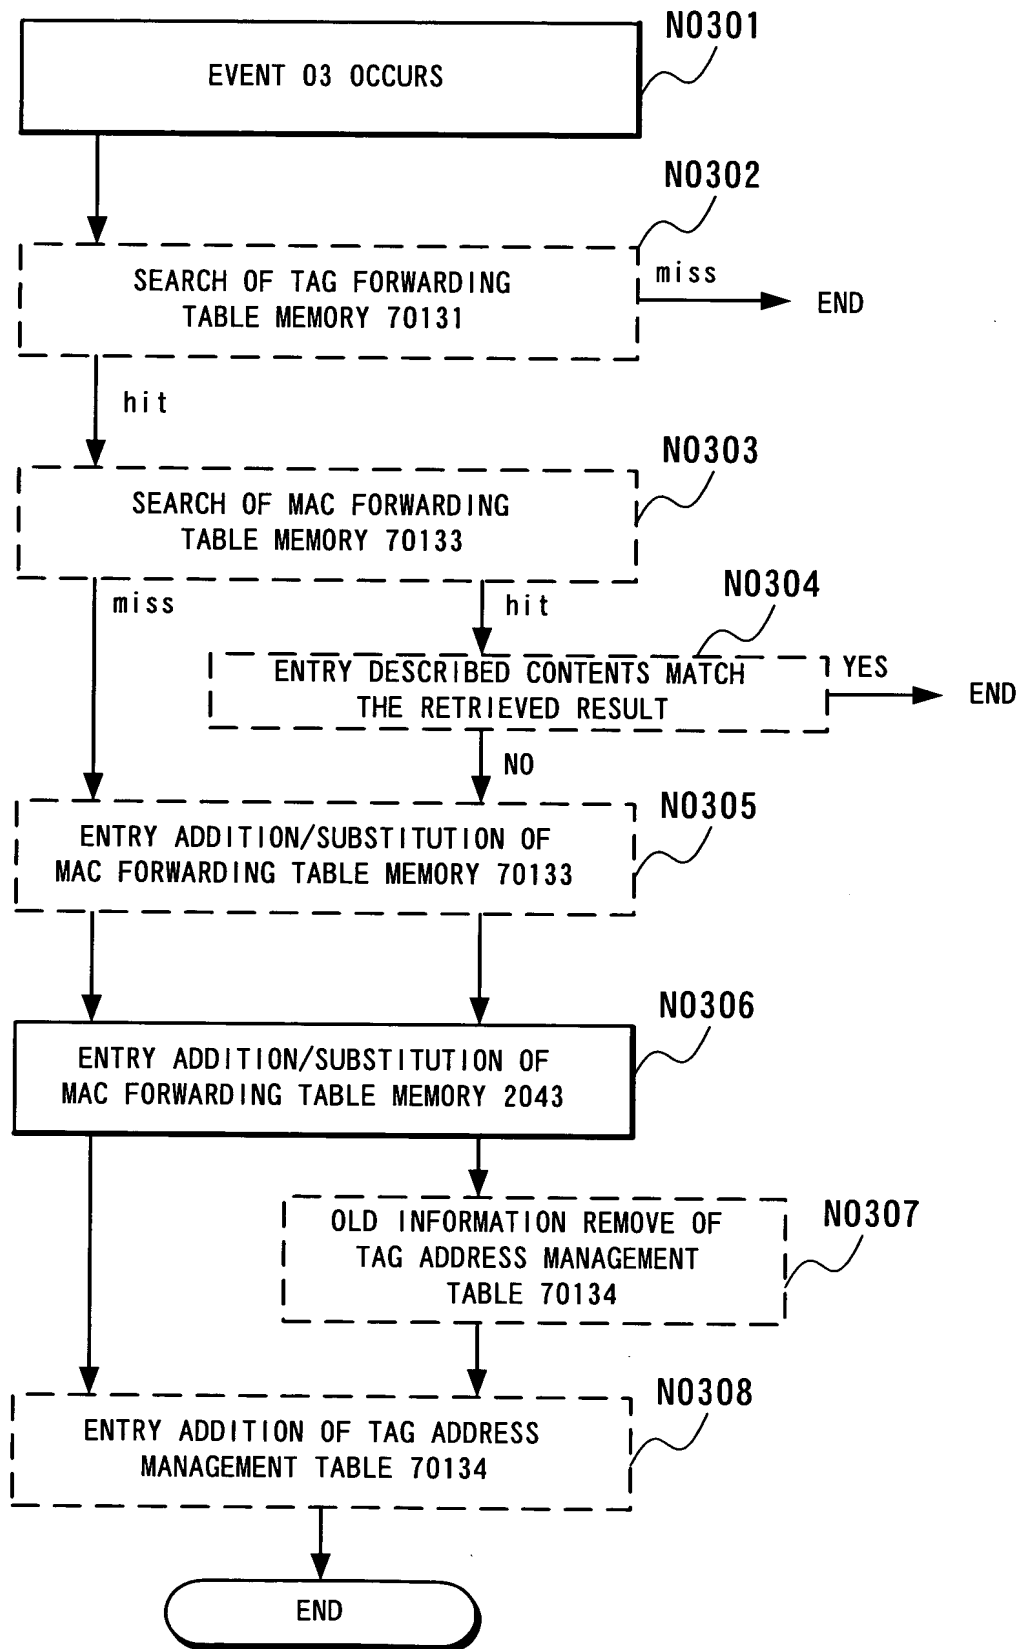 N0301
EVENT 03 OCCURS
N0302
SEARCH OF TAG FORWARDING
TABLE MEMORY 70131
miss
END
hit
N0303
SEARCH OF MAC FORWARDING
TABLE MEMORY 70133
miss
hit
N0304
ENTRY DESCRIBED CONTENTS MATCH
THE RETRIEVED RESULT
YES
END
NO
N0305
ENTRY ADDITION/SUBSTITUTION OF
MAC FORWARDING TABLE MEMORY 70133
N0306
ENTRY ADDITION/SUBSTITUTION OF
MAC FORWARDING TABLE MEMORY 2043
N0307
OLD INFORMATION REMOVE OF
TAG ADDRESS MANAGEMENT
TABLE 70134
N0308
ENTRY ADDITION OF TAG ADDRESS
MANAGEMENT TABLE 70134
END